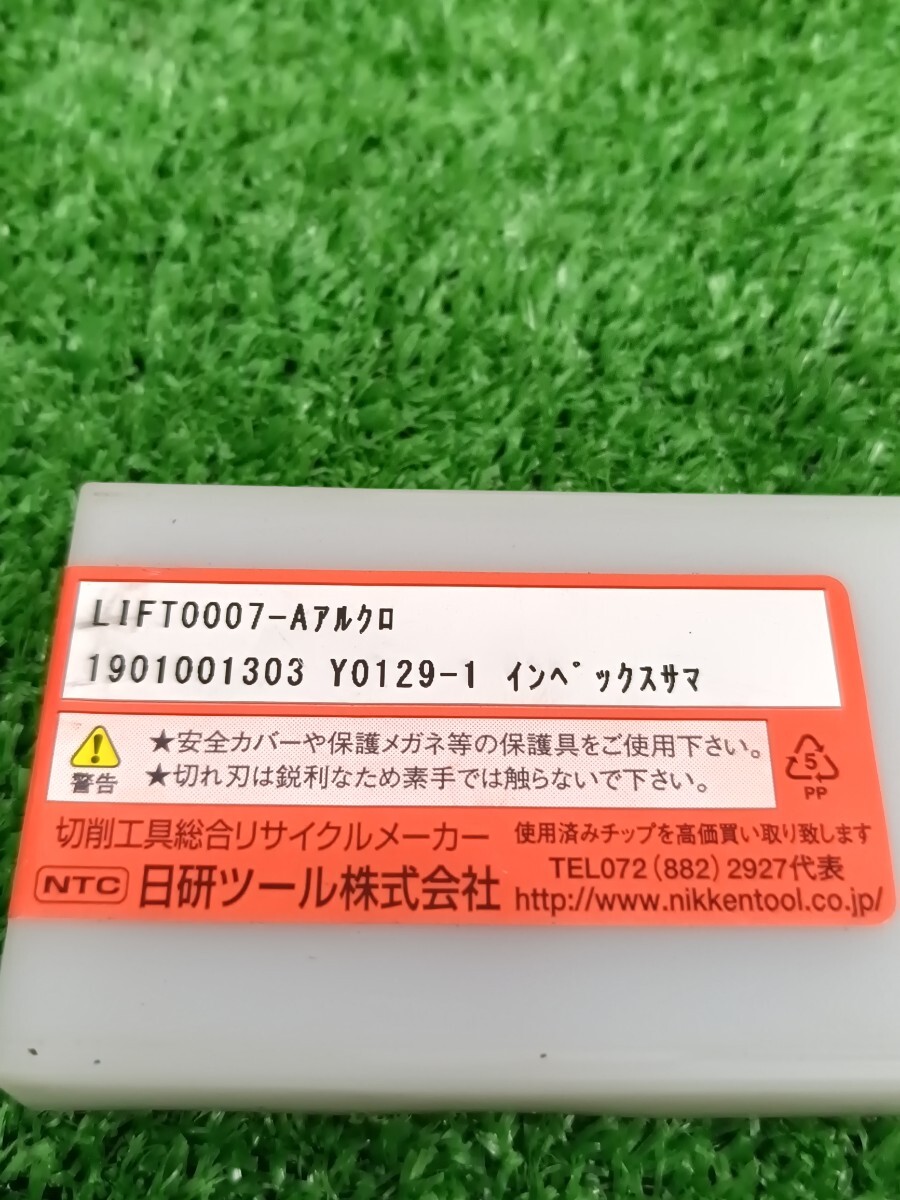 LIFT0007-Aｱﾙｸﾛ
1901001303 Y0129-1 ｲﾝﾍﾟｯｸｽｻﾏ
警告
★安全カバーや保護メガネ等の保護具をご使用下さい。
★切れ刃は鋭利なため素手では触らないで下さい。
5
PP
切削工具総合リサイクルメーカー
使用済みチップを高価買い取り致します
NTC 日研ツール株式会社
TEL072(882)2927代表
http://www.nikkentool.co.jp/